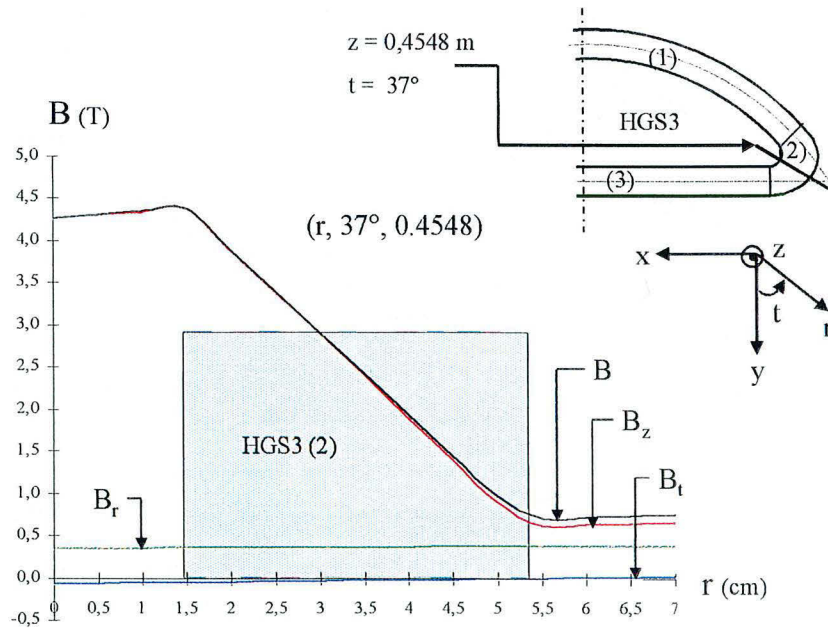 z = 0,4548 m
t = 37°
(1)
HGS3
2)
(3)
B (T)
5,0
4,5
4,0
3,5
3,0
2,5
2,0
1,5
1,0
0,5
0,0
-0,5
(r, 37°, 0.4548)
x
z
t
r
y
B
Bz
Bt
HGS3 (2)
Br
0 0,5 1 1,5 2 2,5 3 3,5 4 4,5 5 5,5 6 6,5 7
r (cm)